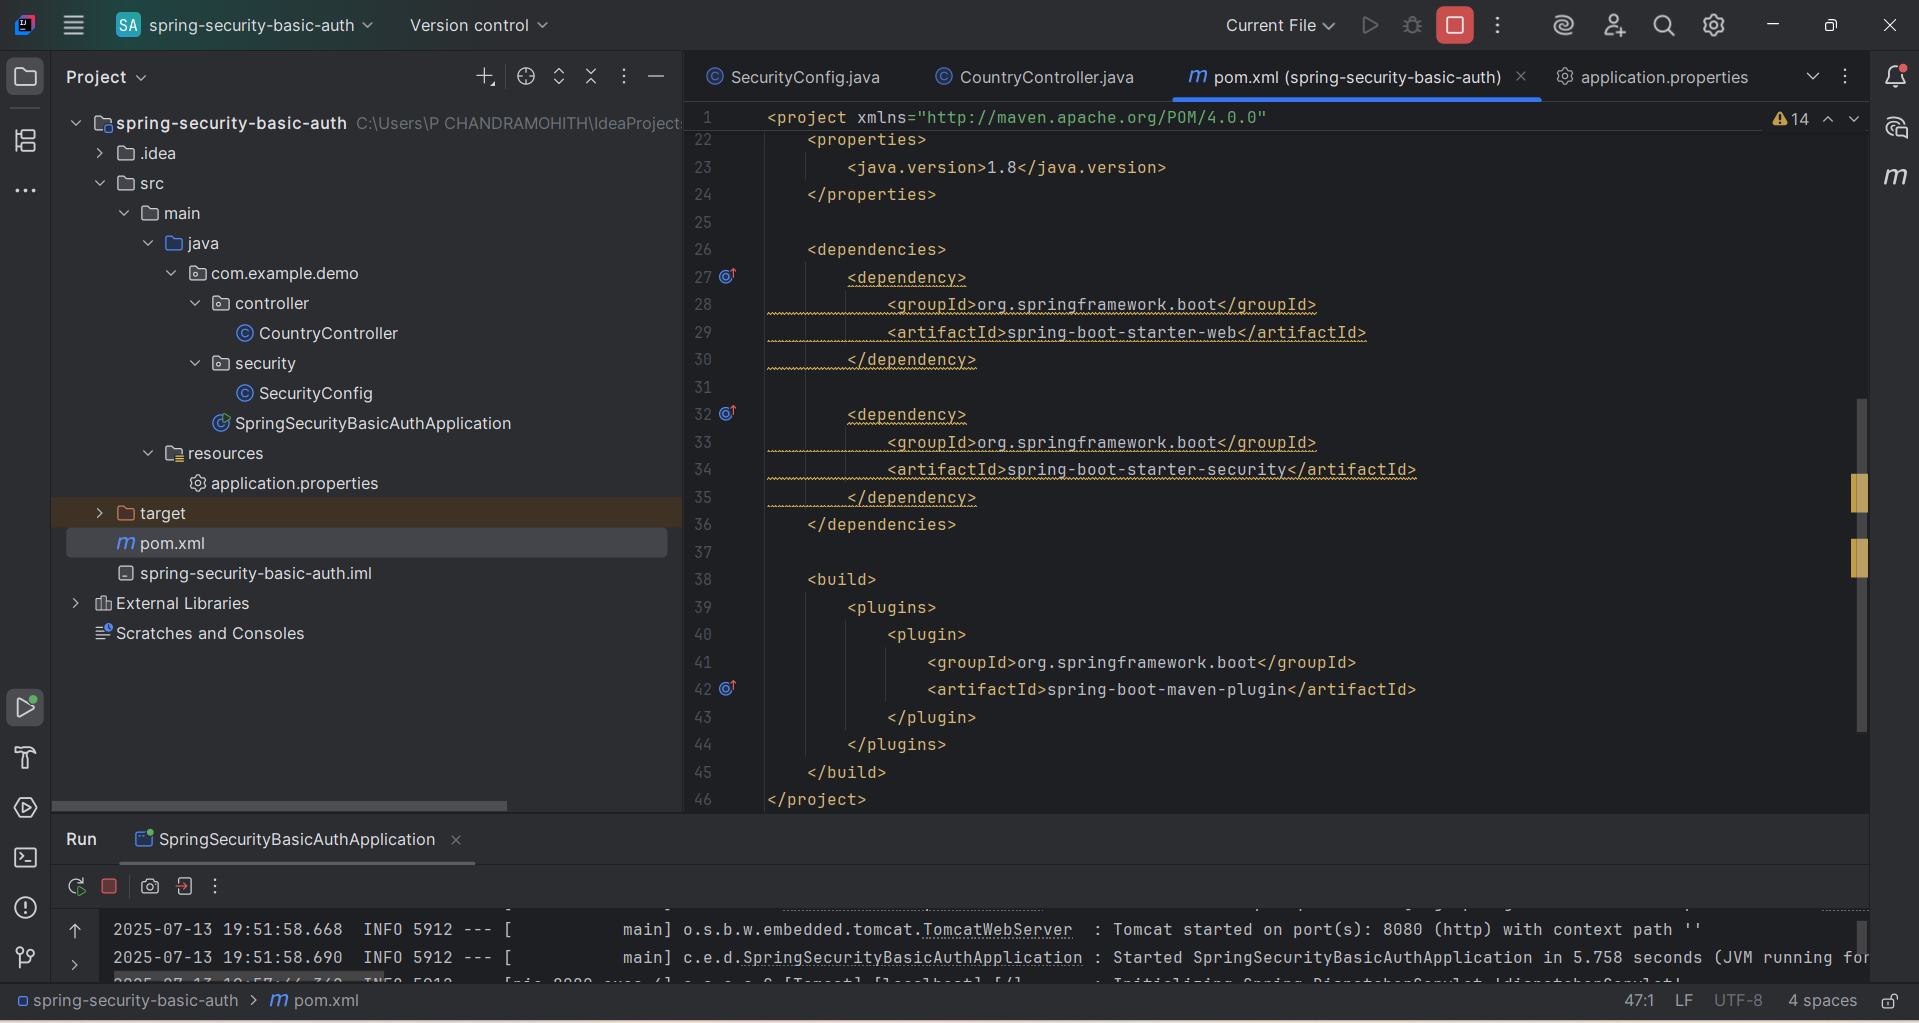 SA spring-security-basic-auth Version control Current File
Project
spring-security-basic-auth C:\Users\P CHANDRAMOHITH\IdeaProject
.idea
src
main
java
com.example.demo
controller
CountryController
security
SecurityConfig
SpringSecurityBasicAuthApplication
resources
application.properties
target
m pom.xml
spring-security-basic-auth.iml
External Libraries
Scratches and Consoles
SecurityConfig.java CountryController.java m pom.xml (spring-security-basic-auth) application.properties
14
1 <project xmlns="http://maven.apache.org/POM/4.0.0"
22 <properties>
23 <java.version>1.8</java.version>
24 </properties>
25
26 <dependencies>
27 <dependency>
28 <groupId>org.springframework.boot</groupId>
29 <artifactId>spring-boot-starter-web</artifactId>
30 </dependency>
31
32 <dependency>
33 <groupId>org.springframework.boot</groupId>
34 <artifactId>spring-boot-starter-security</artifactId>
35 </dependency>
36 </dependencies>
37
38 <build>
39 <plugins>
40 <plugin>
41 <groupId>org.springframework.boot</groupId>
42 <artifactId>spring-boot-maven-plugin</artifactId>
43 </plugin>
44 </plugins>
45 </build>
46 </project>
m
Run SpringSecurityBasicAuthApplication
2025-07-13 19:51:58.668 INFO 5912 --- [ main] o.s.b.w.embedded.tomcat.TomcatWebServer : Tomcat started on port(s): 8080 (http) with context path ''
2025-07-13 19:51:58.690 INFO 5912 --- [ main] c.e.d.SpringSecurityBasicAuthApplication : Started SpringSecurityBasicAuthApplication in 5.758 seconds (JVM running for
spring-security-basic-auth > m pom.xml 47:1 LF UTF-8 4 spaces